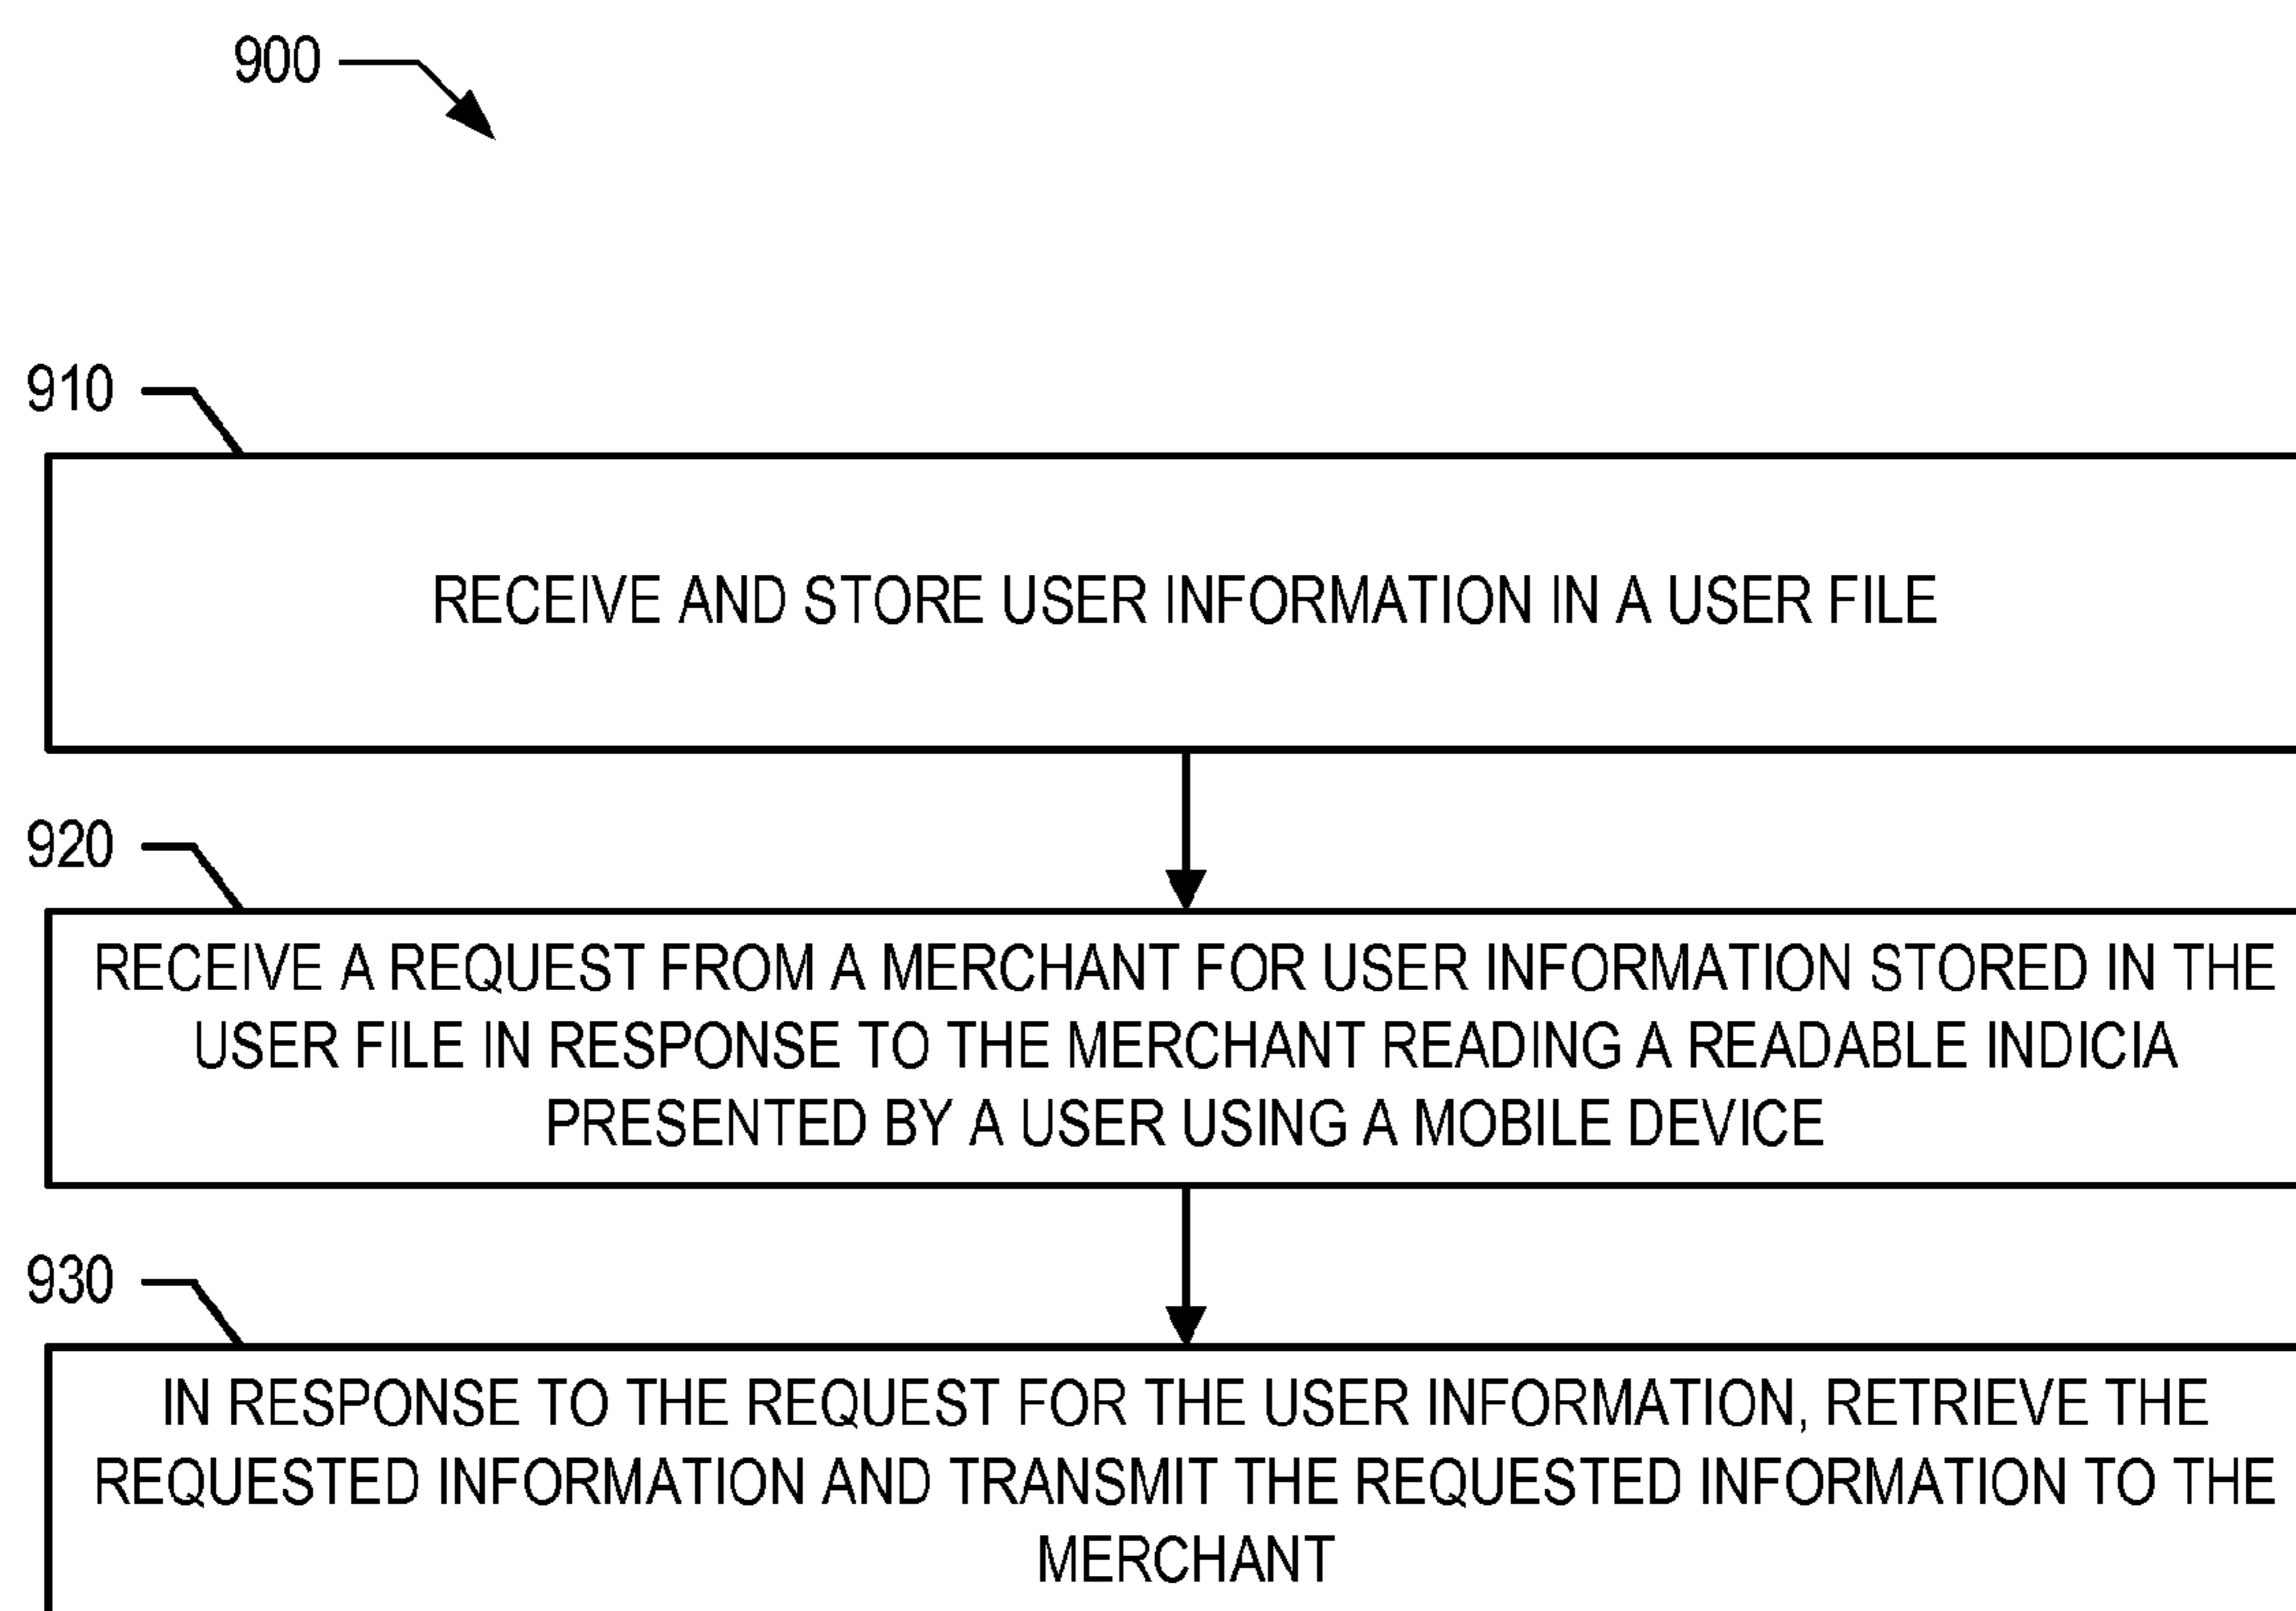 900
910
RECEIVE AND STORE USER INFORMATION IN A USER FILE
920
RECEIVE A REQUEST FROM A MERCHANT FOR USER INFORMATION STORED IN THE
USER FILE IN RESPONSE TO THE MERCHANT READING A READABLE INDICIA
PRESENTED BY A USER USING A MOBILE DEVICE
930
IN RESPONSE TO THE REQUEST FOR THE USER INFORMATION, RETRIEVE THE
REQUESTED INFORMATION AND TRANSMIT THE REQUESTED INFORMATION TO THE
MERCHANT